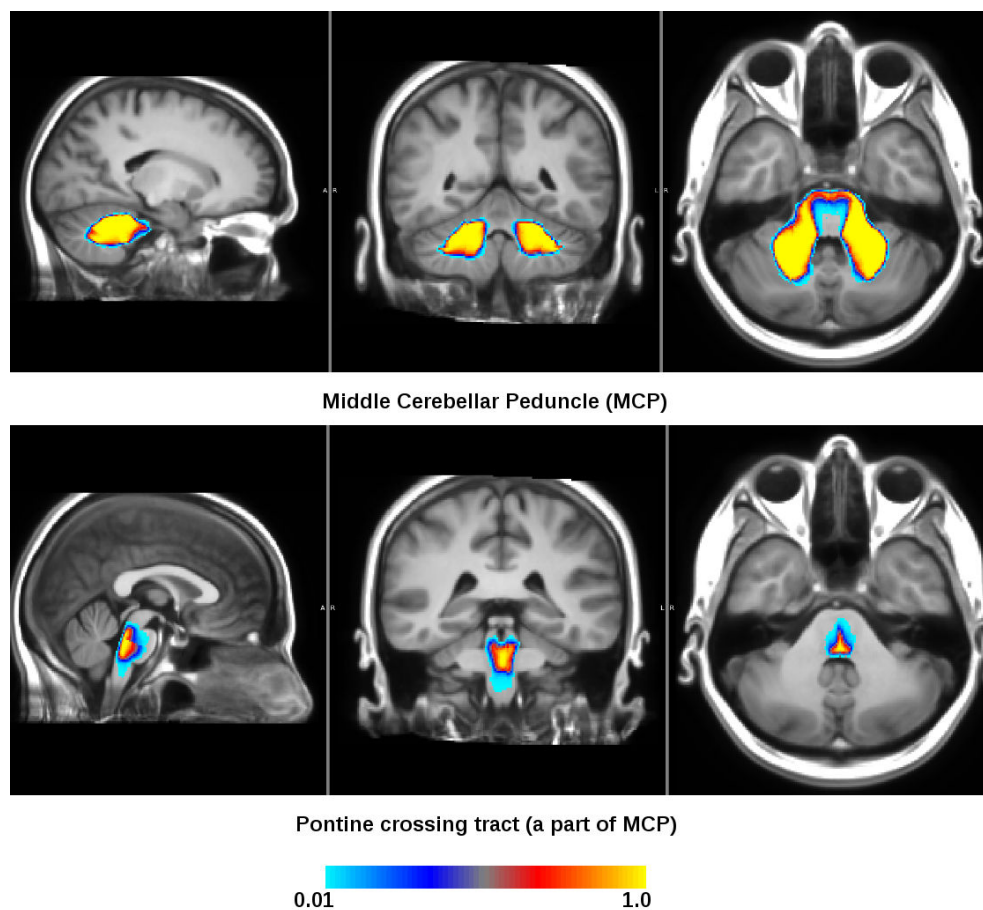 A R
L R
Middle Cerebellar Peduncle (MCP)
A R
L R
Pontine crossing tract (a part of MCP)
0.01 1.0